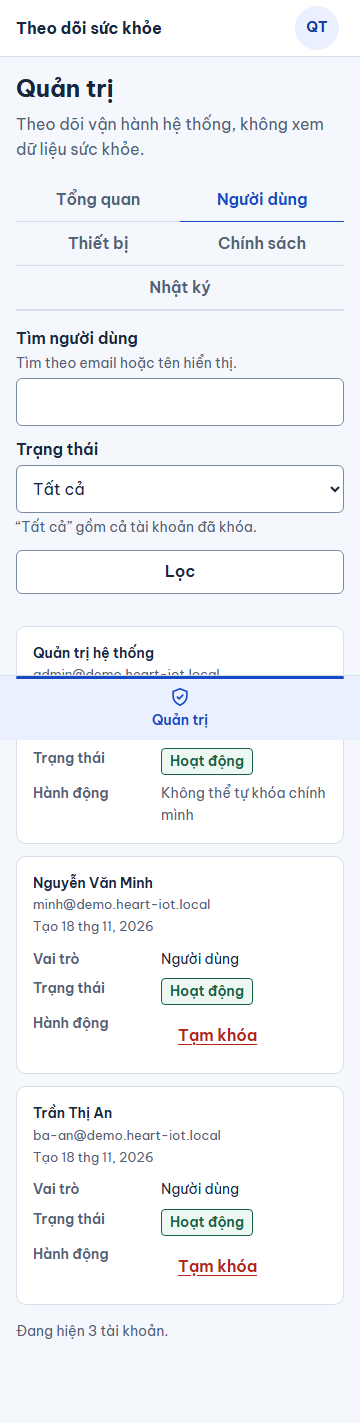 Theo dõi sức khỏe
QT
Quản trị
Theo dõi vận hành hệ thống, không xem
dữ liệu sức khỏe.
Tổng quan
Người dùng
Thiết bị
Chính sách
Nhật ký
Tìm người dùng
Tìm theo email hoặc tên hiển thị.
Trạng thái
Tất cả
“Tất cả” gồm cả tài khoản đã khóa.
Lọc
Quản trị hệ thống
admin@demo.heart-iot.local
Quản trị
Trạng thái
Hoạt động
Hành động
Không thể tự khóa chính
mình
Nguyễn Văn Minh
minh@demo.heart-iot.local
Tạo 18 thg 11, 2026
Vai trò
Người dùng
Trạng thái
Hoạt động
Hành động
Tạm khóa
Trần Thị An
ba-an@demo.heart-iot.local
Tạo 18 thg 11, 2026
Vai trò
Người dùng
Trạng thái
Hoạt động
Hành động
Tạm khóa
Đang hiện 3 tài khoản.